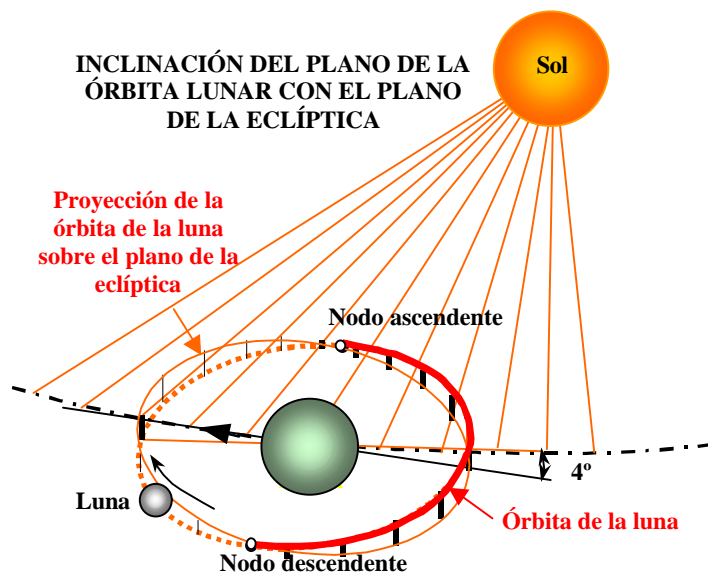 INCLINACIÓN DEL PLANO DE LA
ÓRBITA LUNAR CON EL PLANO
DE LA ECLÍPTICA
Sol
Proyección de la
órbita de la luna
sobre el plano de la
eclíptica
Nodo ascendente
4º
Luna
Órbita de la luna
Nodo descendente